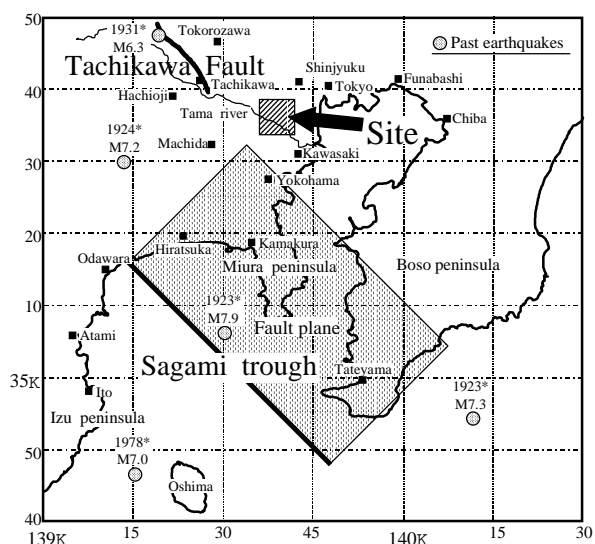 50
1931*
M6.3
Tokorozawa
Past earthquakes
Tachikawa Fault
Shinjyuku
Funabashi
40
Tachikawa
Tokyo
Hachioji
Tama river
Chiba
Site
1924*
M7.2
Machida
Kawasaki
30
Yokohama
20
Hiratsuka
Kamakura
Odawara
Miura peninsula
Boso peninsula
10
1923*
M7.9
Fault plane
Atami
Sagami trough
Tateyama
35K
1923*
M7.3
Ito
Izu peninsula
1978*
M7.0
50
Oshima
40
139K
15
30
45
140K
15
30